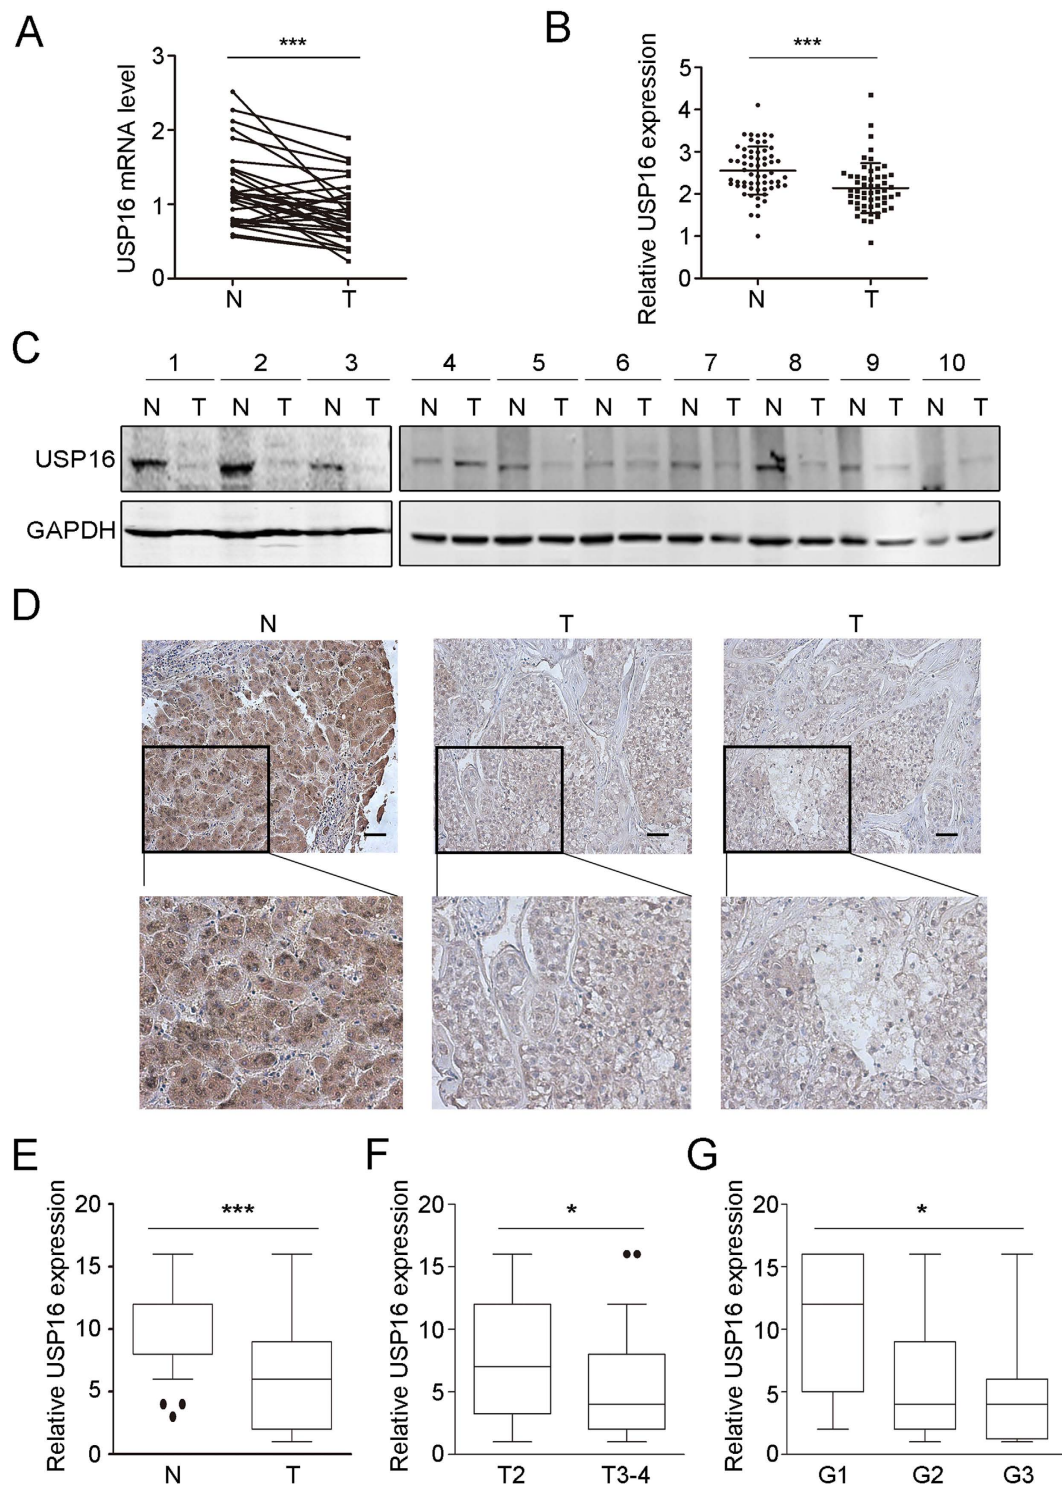 A
***
USP16 mRNA level
3
2
1
0
N T
B
***
Relative USP16 expression
5
4
3
2
1
0
N T
C
1 2 3 4 5 6 7 8 9 10
N T N T N T N T N T N T N T N T N T N T
USP16
GAPDH
D
N T T
E
***
Relative USP16 expression
20
15
10
5
0
N T
F
*
Relative USP16 expression
20
15
10
5
0
T2 T3-4
G
*
Relative USP16 expression
20
15
10
5
0
G1 G2 G3